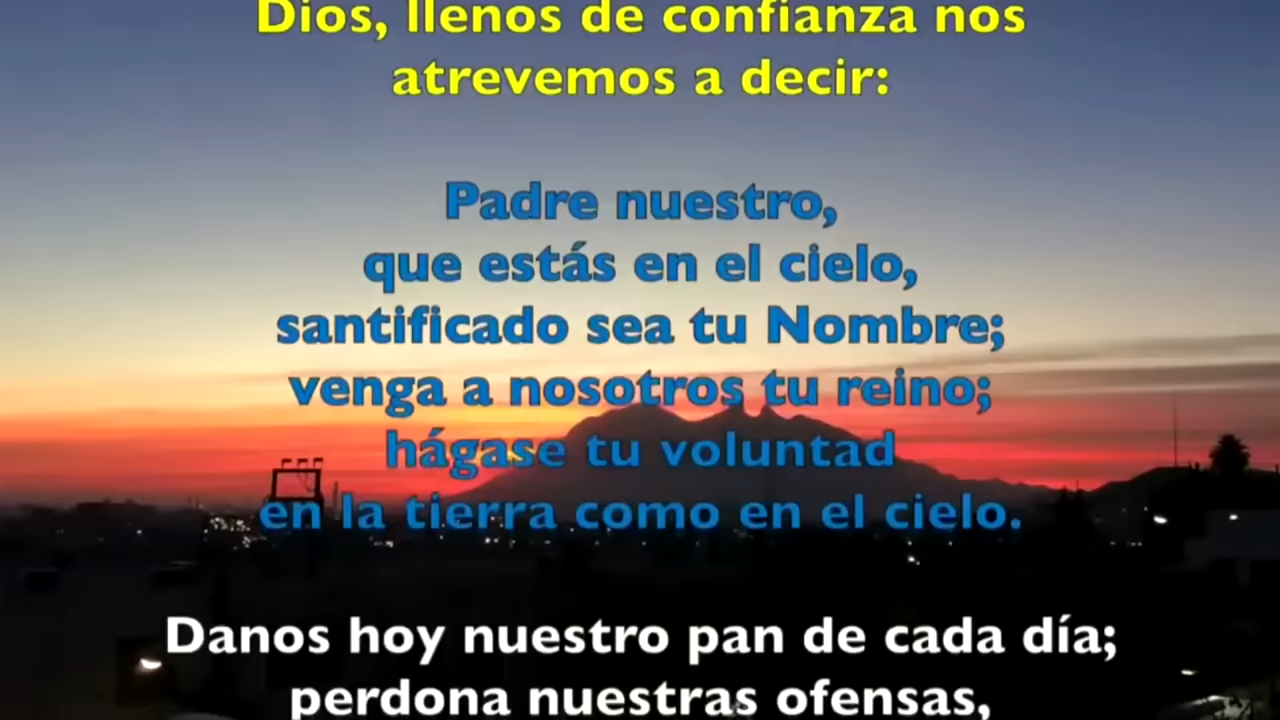 Dios, llenos de confianza nos
atrevemos a decir:
Padre nuestro,
que estás en el cielo,
santificado sea tu Nombre;
venga a nosotros tu reino;
hágase tu voluntad
en la tierra como en el cielo.
Danos hoy nuestro pan de cada día;
perdona nuestras ofensas,